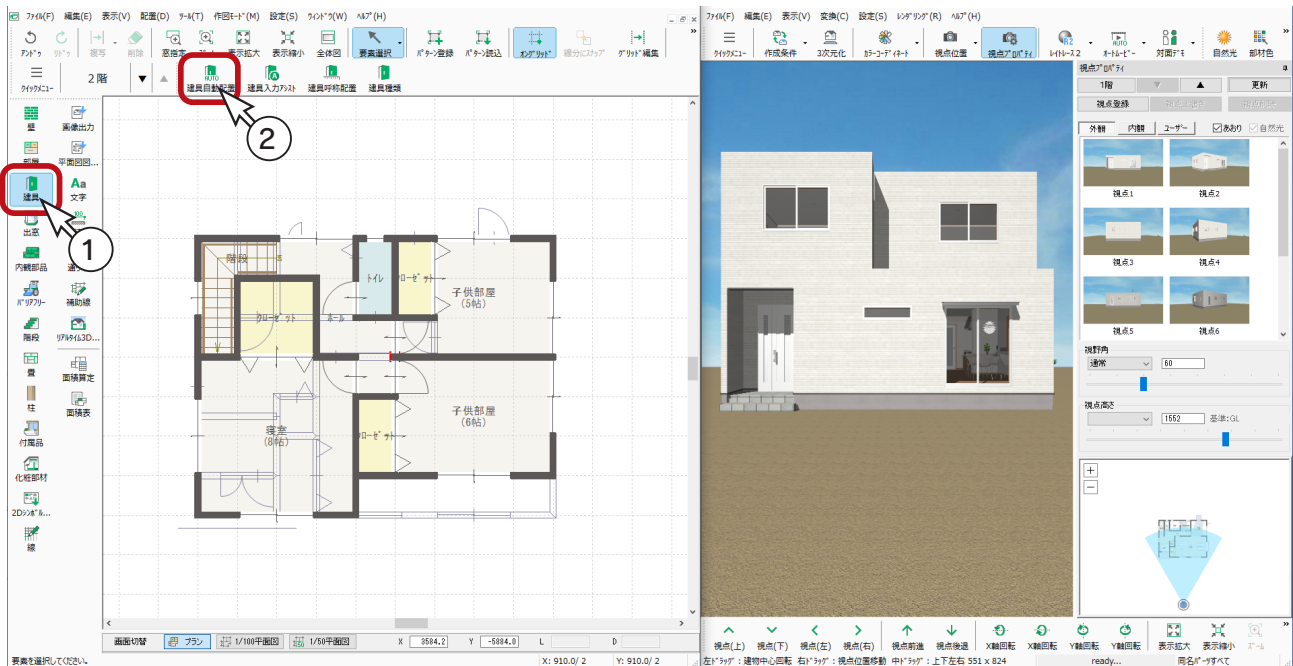 ﾌｧｲﾙ(F) 編集(E) 表示(V) 配置(D) ﾂｰﾙ(T) 作図ﾓｰﾄﾞ(M) 設定(S) ｳｨﾝﾄﾞｳ(W) ﾍﾙﾌﾟ(H)
ｱﾝﾄﾞｩ ﾘﾄﾞｩ 複写 削除 窓指定 表示拡大 表示縮小 全体図 要素選択 ﾊﾟﾀｰﾝ登録 ﾊﾟﾀｰﾝ読込 ｵﾝｸﾞﾘｯﾄﾞ 線分にｽﾅｯﾌﾟ ｸﾞﾘｯﾄﾞ編集
ｸｲｯｸﾒﾆｭｰ 2階 ▼ ▲ 建具自動配置 建具入力ｱｼｽﾄ 建具呼称配置 建具種類
AUTO
②
壁 画像出力
部屋 平面図図...
建具 文字
Aa
①
出窓
100
内観部品
ﾊﾞﾘｱﾌﾘｰ 補助線
階段 ﾘｱﾙﾀｲﾑ3D...
畳 面積算定
柱 面積表
付属品
化粧部材
2Dｼﾝﾎﾞﾙ...
線
階段
トイレ
クローゼット
子供部屋
(5帖)
クローゼット
ホール
子供部屋
(6帖)
クローゼット
寝室
(8帖)
画面切替 プラン 1/100平面図 1/50平面図 X 3584.2 Y -5884.0 L D
要素を選択してください。 X: 910.0/ 2 Y: 910.0/ 2
ﾌｧｲﾙ(F) 編集(E) 表示(V) 変換(C) 設定(S) ﾚﾝﾀﾞﾘﾝｸﾞ(R) ﾍﾙﾌﾟ(H)
ｸｲｯｸﾒﾆｭｰ 作成条件 3次元化 ｶﾗｰｺｰﾃﾞｨﾈｰﾄ 視点位置 視点ﾌﾟﾛﾊﾟﾃｨ ﾚｲﾄﾚｰｽ2 ｵｰﾄﾑｰﾋﾞｰ 対面ﾃﾞﾓ 自然光 部材色
視点ﾌﾟﾛﾊﾟﾃｨ
1階 ▼ ▲ 更新
視点登録
外観 内観 ユーザー あおり 自然光
視点1 視点2
視点3 視点4
視点5 視点6
視野角
通常 60
視点高さ
1552 基準:GL
+
−
視点(上) 視点(下) 視点(左) 視点(右) 視点前進 視点後退 X軸回転 X軸回転 Y軸回転 Y軸回転 表示拡大 表示縮小 ｽﾞｰﾑ
左ﾄﾞﾗｯｸﾞ：建物中心回転 右ﾄﾞﾗｯｸﾞ：視点位置移動 中ﾄﾞﾗｯｸﾞ：上下左右 551 x 824 ready... 同名ﾊﾟｰﾂすべて